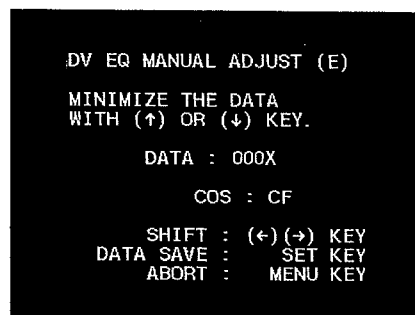 DV EQ MANUAL ADJUST (E)
MINIMIZE THE DATA
WITH (↑) OR (↓) KEY.
DATA : 000X
COS : CF
SHIFT : (←)(→) KEY
DATA SAVE : SET KEY
ABORT : MENU KEY